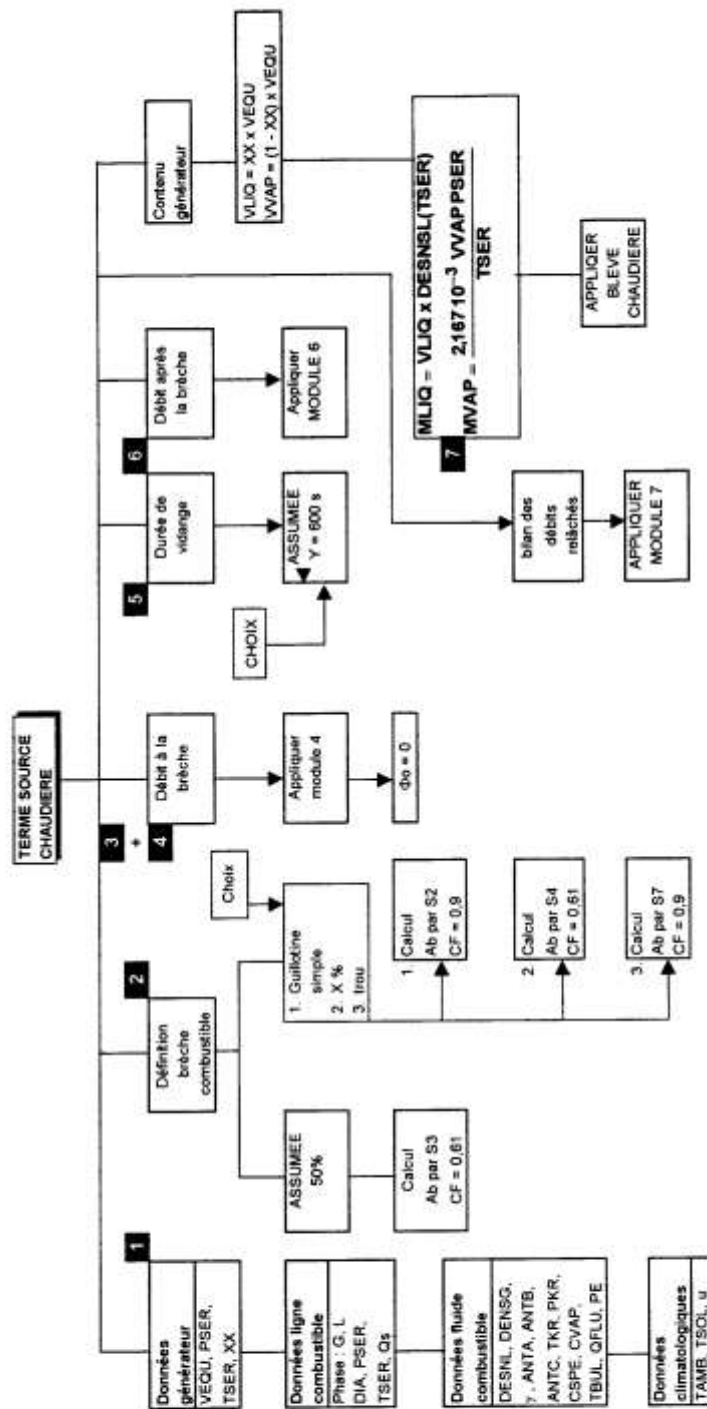 TERME SOURCE
CHAUDIERE
1
Données
générateur
VEQU, PSER,
TSER, XX
Données ligne
combustible
Phase : G, L
DIA, PSER,
TSER, Qs
Données fluide
combustible
DESNL, DENSG,
γ, ANTA, ANTB,
ANTC, TKR, PKR,
CSPE, CVAP,
TBUL, QFLU, PE
Données
climatologiques
TAMB, TSOL, u
2
Définition
brèche
combustible
ASSUMEE
50%
Calcul
Ab par S3
CF = 0,61
Choix
1. Guillotine
simple
2. X %
3. trou
1. Calcul
Ab par S2
CF = 0,9
2. Calcul
Ab par S4
CF = 0,61
3. Calcul
Ab par S7
CF = 0,9
3
+
4
Débit à la
brèche
Appliquer
module 4
Φo = 0
5
Durée de
vidange
ASSUMEE
Y = 600 s
CHOIX
6
Débit après
la brèche
Appliquer
MODULE 6
bilan des
débits
relâchés
APPLIQUER
MODULE 7
Contenu
générateur
VLIQ = XX x VEQU
VVAP = (1 - XX) x VEQU
7
MLIQ = VLIQ x DESNSL(TSER)
MVAP = 2,167 10⁻³ VVAP PSER
TSER
APPLIQER
BLEVE
CHAUDIERE